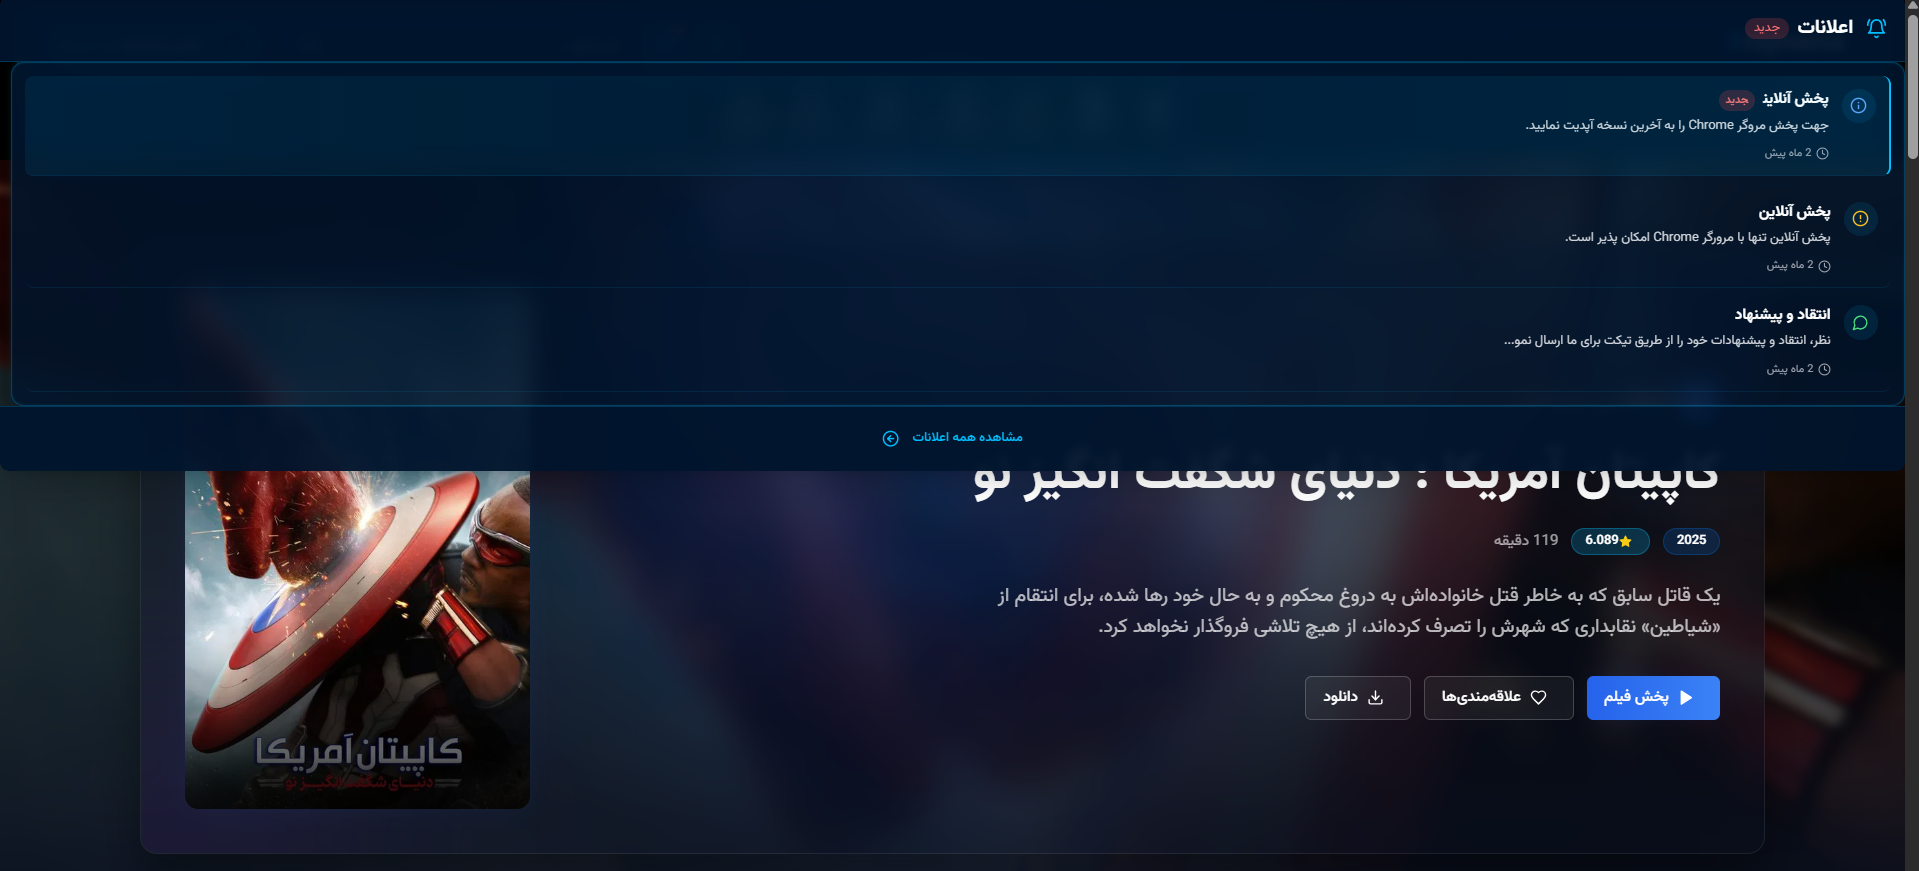 اعلانات جدید
پخش آنلاین جدید
جهت پخش مروگر Chrome را به آخرین نسخه آپدیت نمایید.
2 ماه پیش
پخش آنلاین
پخش آنلاین تنها با مرورگر Chrome امکان پذیر است.
2 ماه پیش
انتقاد و پیشنهاد
نظر، انتقاد و پیشنهادات خود را از طریق تیکت برای ما ارسال نمو...
2 ماه پیش
مشاهده همه اعلانات
کاپیتان آمریکا : دنیای شگفت انگیز نو
2025 6.089 119 دقیقه
یک قاتل سابق که به خاطر قتل خانواده‌اش به دروغ محکوم و به حال خود رها شده، برای انتقام از
«شیاطین» نقابداری که شهرش را تصرف کرده‌اند، از هیچ تلاشی فروگذار نخواهد کرد.
پخش فیلم علاقه‌مندی‌ها دانلود
کاپیتان آمریکا
دنیای شگفت انگیز نو